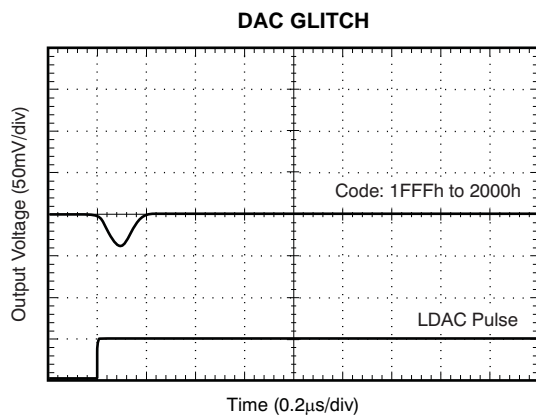 DAC GLITCH
Output Voltage (50mV/div)
Code: 1FFFh to 2000h
LDAC Pulse
Time (0.2μs/div)